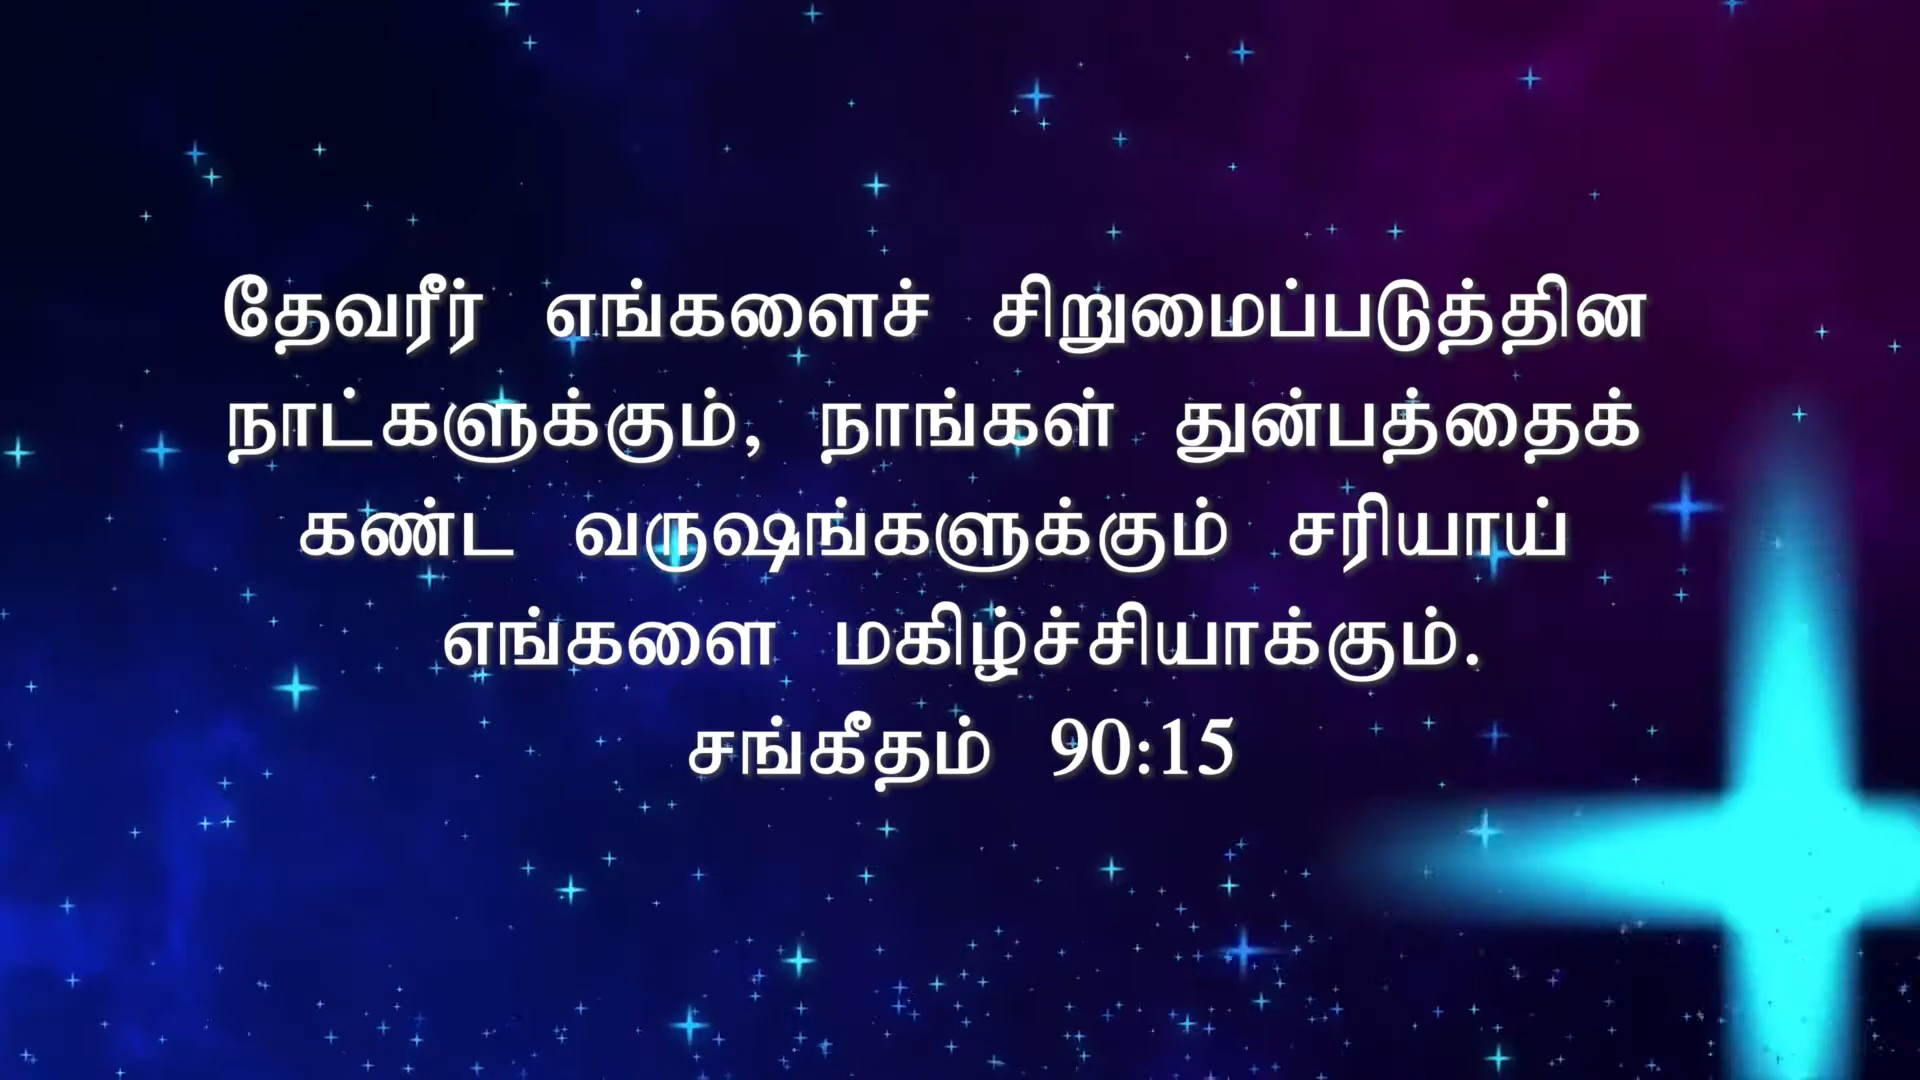 தேவரீர் எங்களைச் சிறுமைப்படுத்தின
நாட்களுக்கும், நாங்கள் துன்பத்தைக்
கண்ட வருஷங்களுக்கும் சரியாய்
எங்களை மகிழ்ச்சியாக்கும்.
சங்கீதம் 90:15